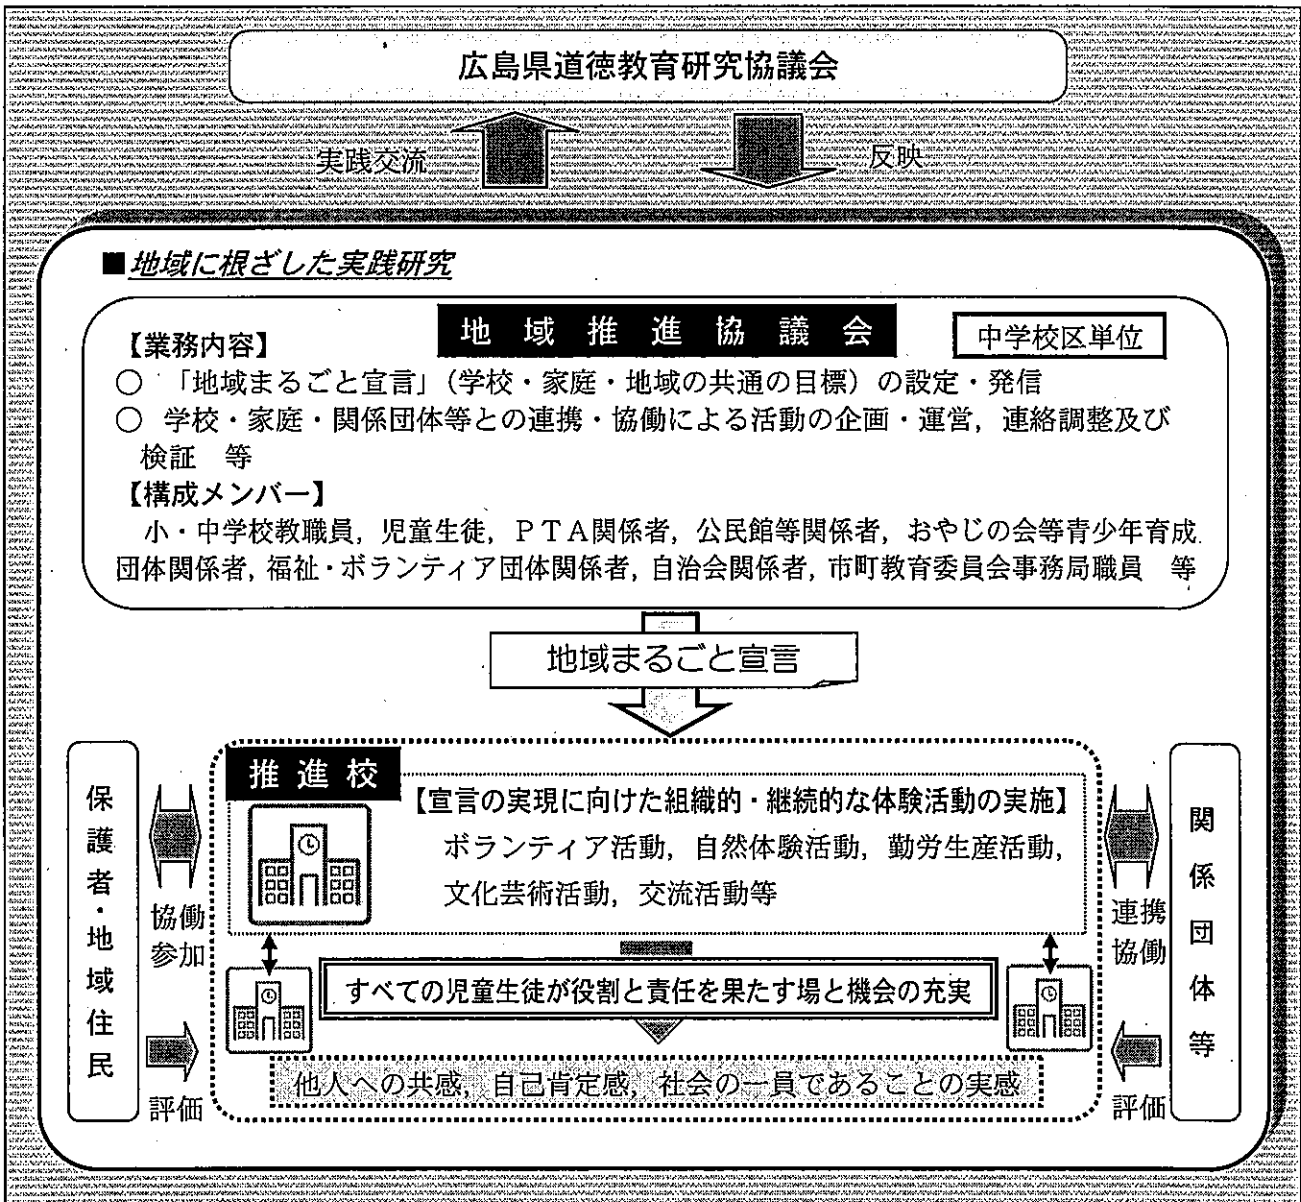 広島県道徳教育研究協議会
実践交流
反映
■地域に根ざした実践研究
地域推進協議会
中学校区単位
【業務内容】
○　「地域まるごと宣言」(学校・家庭・地域の共通の目標)の設定・発信
○　学校・家庭・関係団体等との連携・協働による活動の企画・運営,連絡調整及び
検証　等
【構成メンバー】
小・中学校教職員,児童生徒,PTA関係者,公民館等関係者,おやじの会等青少年育成
団体関係者,福祉・ボランティア団体関係者,自治会関係者,市町教育委員会事務局職員　等
地域まるごと宣言
保護者・地域住民
協働
参加
評価
推進校
【宣言の実現に向けた組織的・継続的な体験活動の実施】
ボランティア活動,自然体験活動,勤労生産活動,
文化芸術活動,交流活動等
すべての児童生徒が役割と責任を果たす場と機会の充実
他人への共感,自己肯定感,社会の一員であることの実感
関係団体等
連携
協働
評価